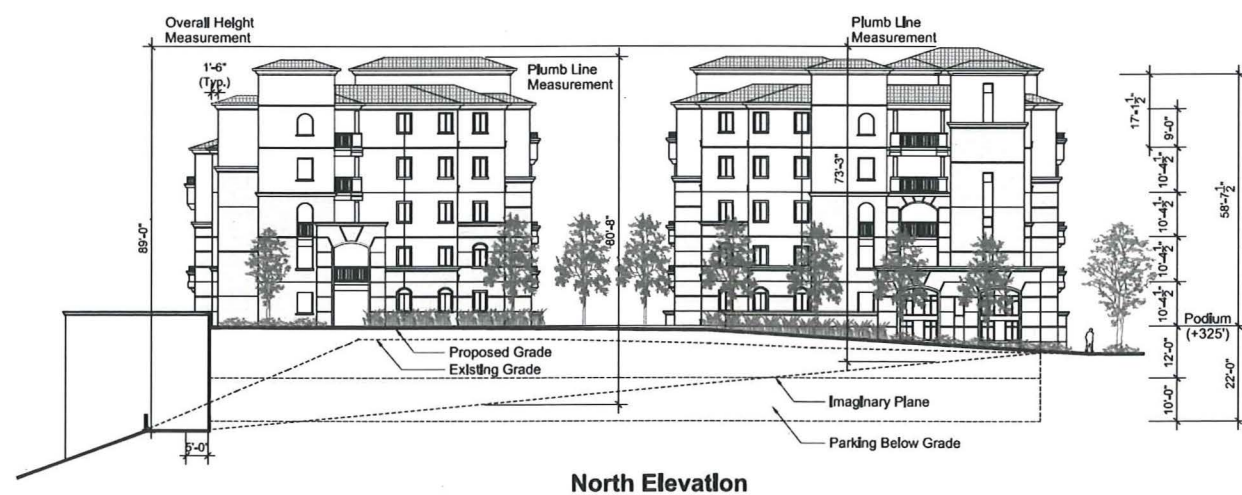 Overall Height
Measurement
Plumb Line
Measurement
1'-6"
(Typ.)
Plumb Line
Measurement
89'-0"
80'-8"
73'-3"
17'-1½"
9'-0"
10'-4½"
10'-4½"
10'-4½"
10'-4½"
58'-7½"
Podium
(+325')
12'-0"
10'-0"
22'-0"
Proposed Grade
Existing Grade
Imaginary Plane
Parking Below Grade
5'-0"
North Elevation